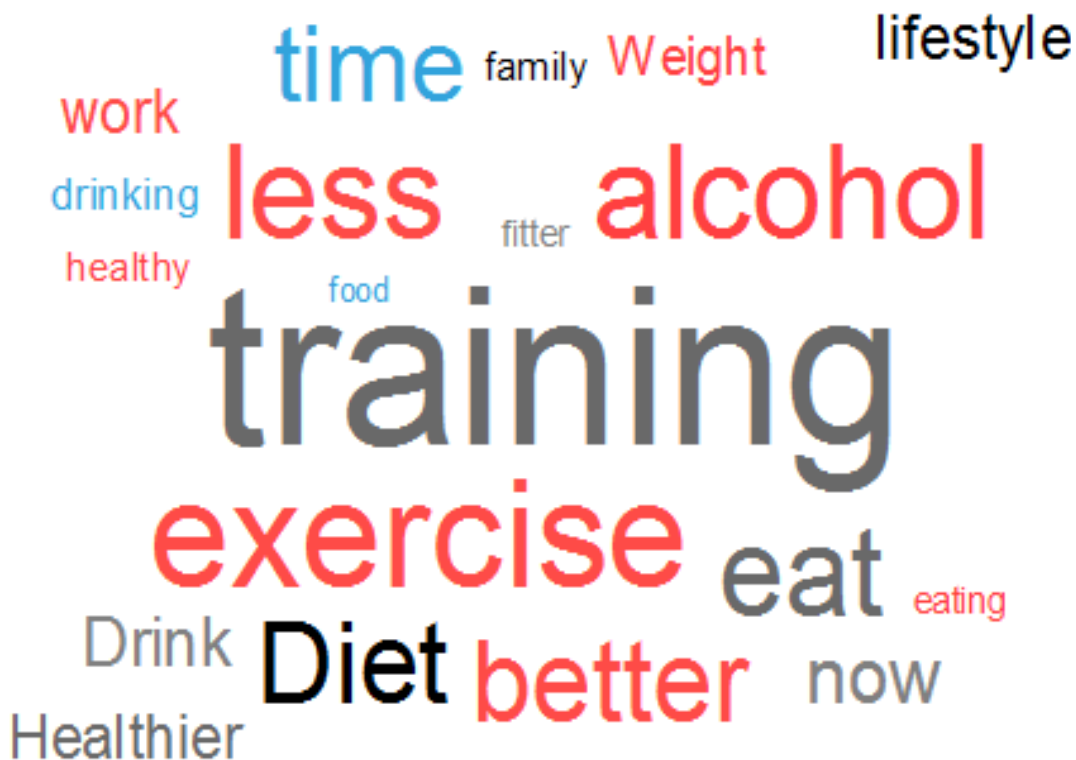 lifestyle
time family Weight
work
less alcohol
drinking
fitter
healthy
food
training
exercise
eat
eating
Drink Diet better now
Healthier